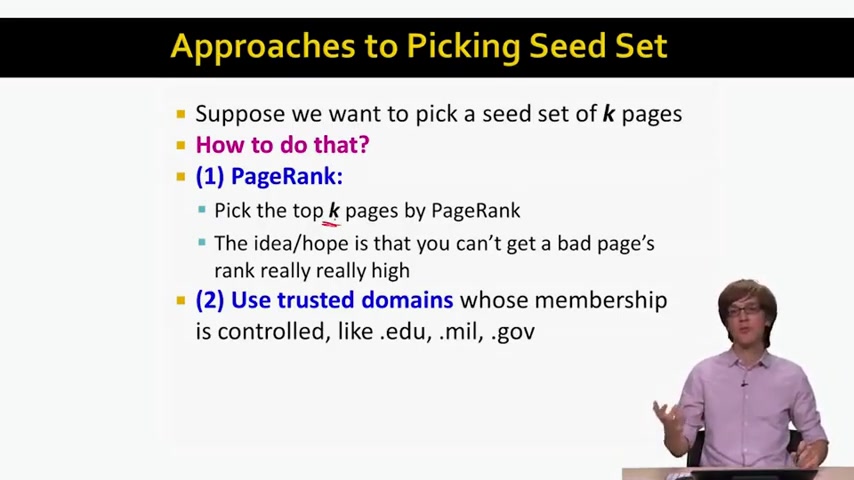 Approaches to Picking Seed Set
Suppose we want to pick a seed set of k pages
How to do that?
(1) PageRank:
Pick the top k pages by PageRank
The idea/hope is that you can't get a bad page's
rank really really high
(2) Use trusted domains whose membership
is controlled, like .edu, .mil, .gov